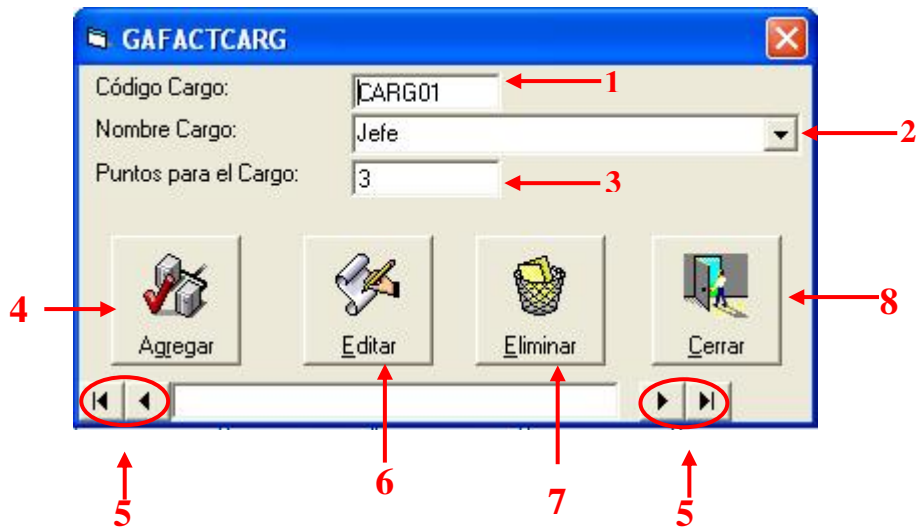 GAFACTCARG
Código Cargo: CARG01 1
Nombre Cargo: Jefe 2
Puntos para el Cargo: 3 3
4 Agregar Editar Eliminar Cerrar 8
5 6 7 5